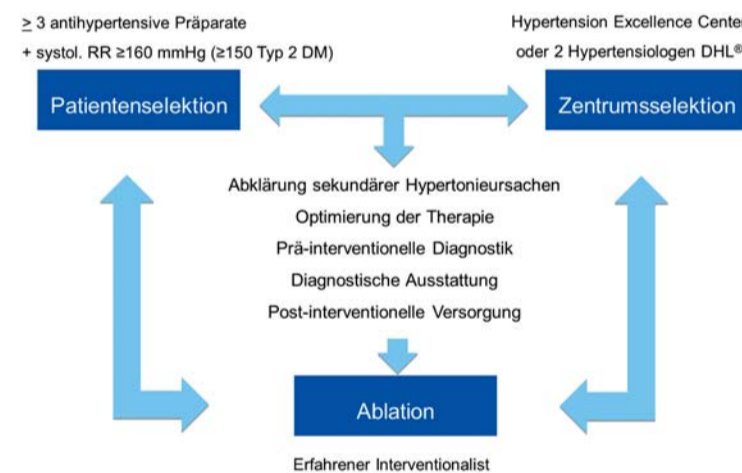 ≥ 3 antihypertensive Präparate
+ systol. RR ≥160 mmHg (≥150 Typ 2 DM)
Patientenselektion
Hypertension Excellence Center
oder 2 Hypertensiologen DHL®
Zentrumsselektion
Abklärung sekundärer Hypertonieursachen
Optimierung der Therapie
Prä-interventionelle Diagnostik
Diagnostische Ausstattung
Post-interventionelle Versorgung
Ablation
Erfahrener Interventionalist